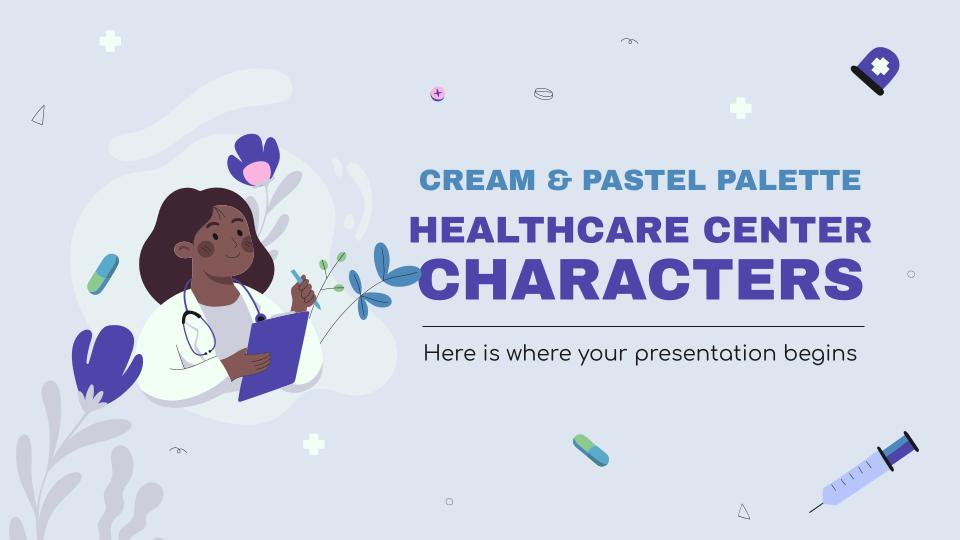 CREAM & PASTEL PALETTE
HEALTHCARE CENTER
CHARACTERS
Here is where your presentation begins